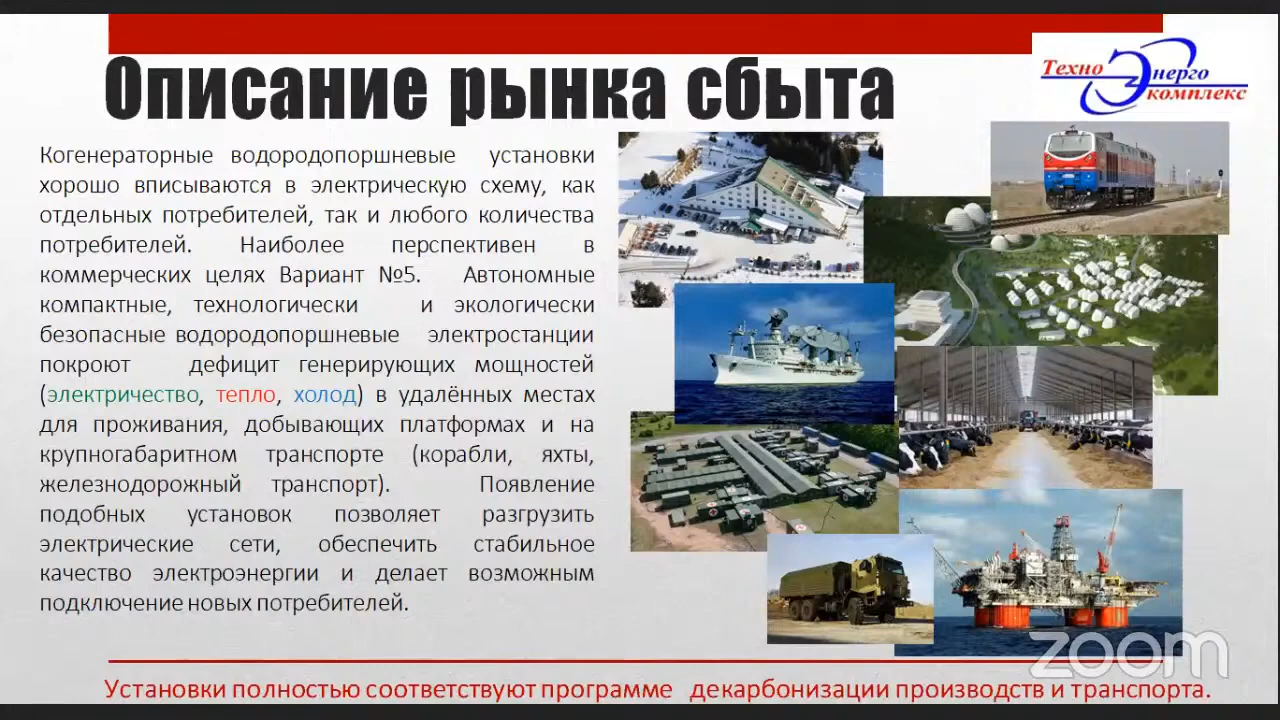 Описание рынка сбыта
Техно Энерго
комплекс
Когенераторные водородопоршневые установки
хорошо вписываются в электрическую схему, как
отдельных потребителей, так и любого количества
потребителей. Наиболее перспективен в
коммерческих целях Вариант №5. Автономные
компактные, технологически и экологически
безопасные водородопоршневые электростанции
покроют дефицит генерирующих мощностей
(электричество, тепло, холод) в удалённых местах
для проживания, добывающих платформах и на
крупногабаритном транспорте (корабли, яхты,
железнодорожный транспорт). Появление
подобных установок позволяет разгрузить
электрические сети, обеспечить стабильное
качество электроэнергии и делает возможным
подключение новых потребителей.
zoom
Установки полностью соответствуют программе декарбонизации производств и транспорта.